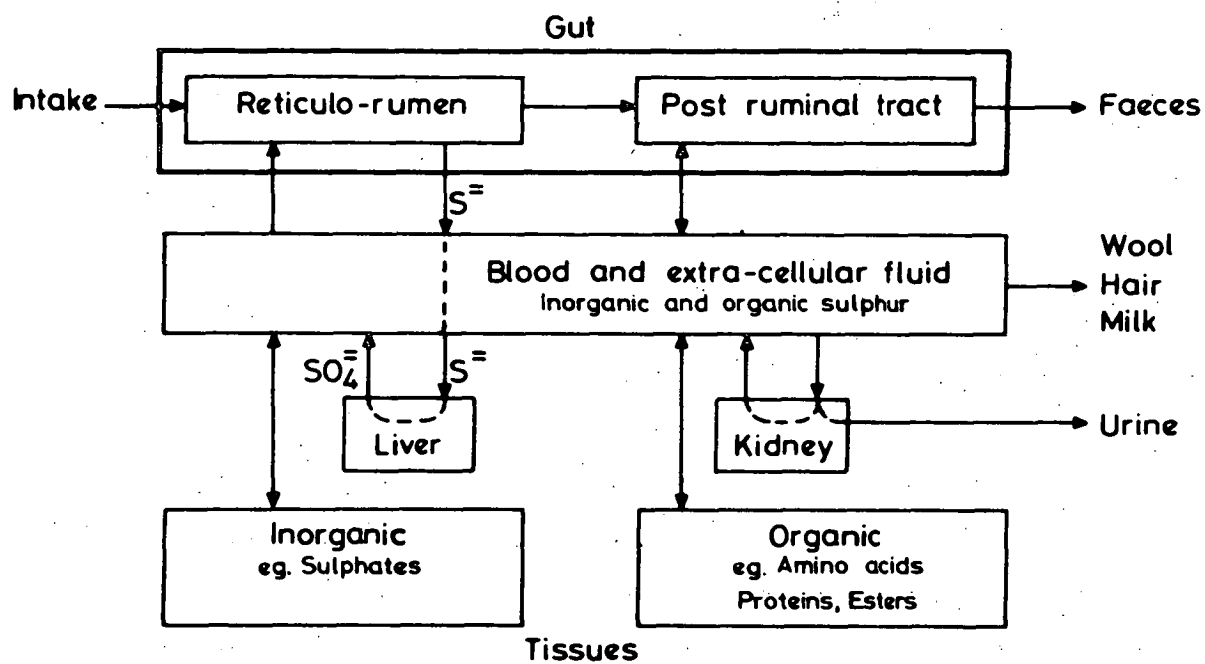 Gut
Intake
Reticulo-rumen
Post ruminal tract
Faeces
S=
Blood and extra-cellular fluid
Inorganic and organic sulphur
Wool
Hair
Milk
SO4=
S=
Liver
Kidney
Urine
Inorganic
eg. Sulphates
Organic
eg. Amino acids
Proteins, Esters
Tissues